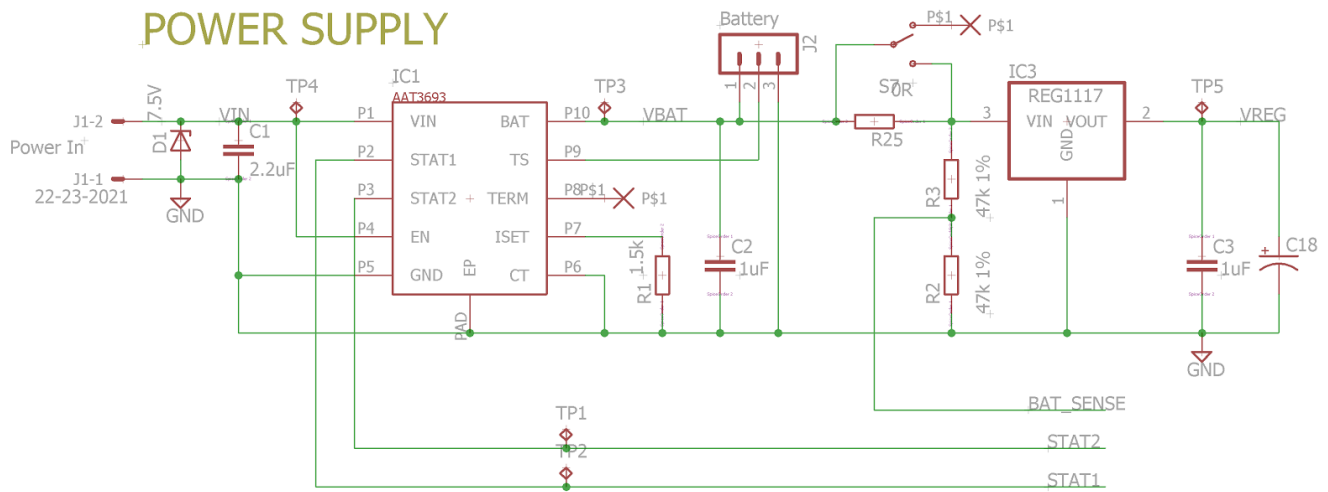 POWER SUPPLY
Battery
J2
1
2
3
P$1
P$1
S7
0R
TP4
IC1
AAT3693
TP3
IC3
REG1117
TP5
7.5V
VIN
D1
C1
2.2uF
J1-2
Power In
J1-1
22-23-2021
GND
P1
VIN
BAT
P10
VBAT
R25
3
VIN
VOUT
GND
2
VREG
P2
STAT1
TS
P9
P3
STAT2
TERM
P8
P$1
P$1
P4
EN
ISET
P7
P5
GND
EP
CT
P6
PAD
1.5k
R1
C2
1uF
R3
47k 1%
R2
47k 1%
1
C3
1uF
C18
+
GND
BAT_SENSE
TP1
STAT2
TP2
STAT1